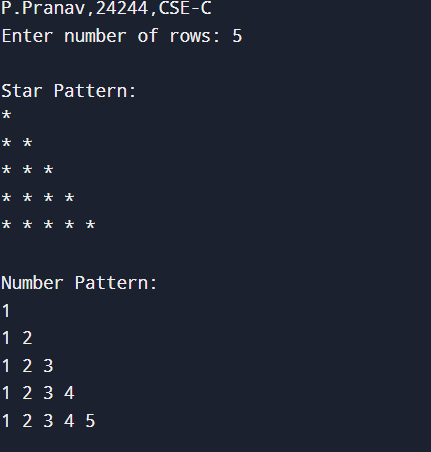 P.Pranav,24244,CSE-C
Enter number of rows: 5
Star Pattern:
*
* *
* * *
* * * *
* * * * *
Number Pattern:
1
1 2
1 2 3
1 2 3 4
1 2 3 4 5